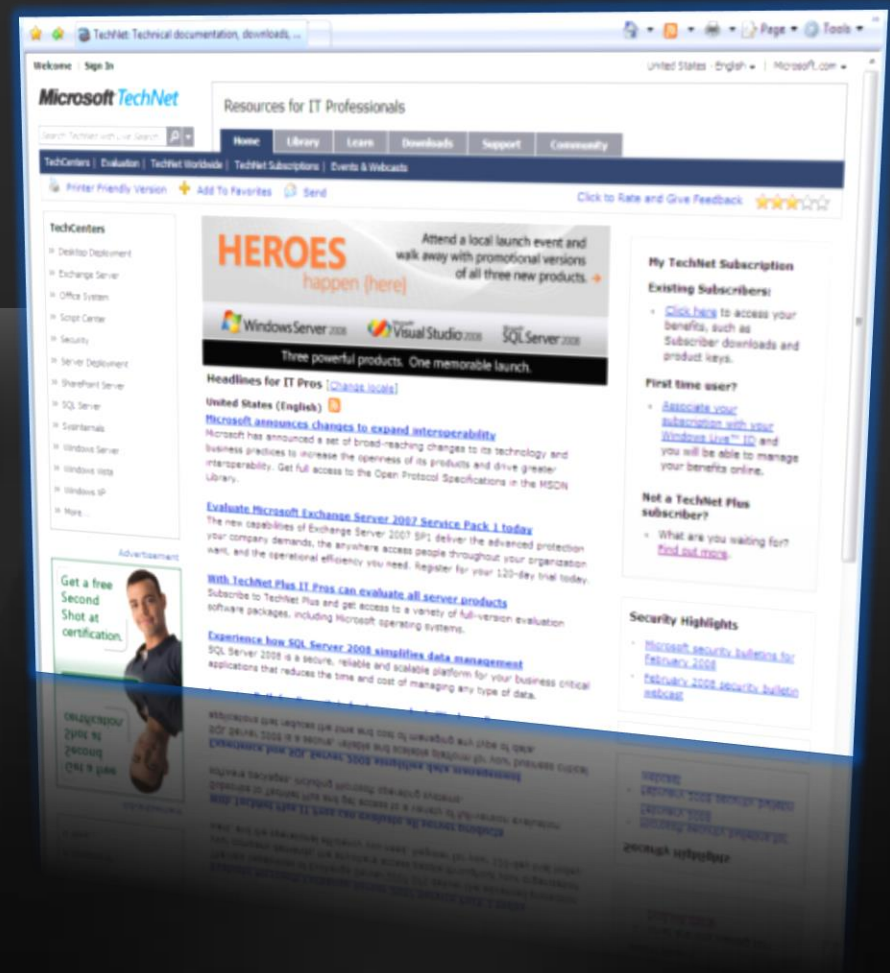 TechNet: Technical documentation, downloads, ...
Page
Tools
Welcome | Sign In
United States - English | Microsoft.com
Microsoft TechNet
Resources for IT Professionals
Search TechNet with Live Search
Home
Library
Learn
Downloads
Support
Community
TechCenters | Evaluation | TechNet Worldwide | TechNet Subscriptions | Events & Webcasts
Printer Friendly Version
Add To Favorites
Send
Click to Rate and Give Feedback
TechCenters
Desktop Deployment
Exchange Server
Office System
Script Center
Security
Server Deployment
SharePoint Server
SQL Server
Sysinternals
Windows Server
Windows Vista
Windows XP
More...
Advertisement
Get a free
Second
Shot at
certification.
HEROES
happen {here}
Attend a local launch event and
walk away with promotional versions
of all three new products.
Windows Server 2008
Visual Studio 2008
SQL Server 2008
Three powerful products. One memorable launch.
Headlines for IT Pros [Change locale]
United States (English)
Microsoft announces changes to expand interoperability
Microsoft has announced a set of broad-reaching changes to its technology and
business practices to increase the openness of its products and drive greater
interoperability. Get full access to the Open Protocol Specifications in the MSDN
Library.
Evaluate Microsoft Exchange Server 2007 Service Pack 1 today
The new capabilities of Exchange Server 2007 SP1 deliver the advanced protection
your company demands, the anywhere access people throughout your organization
want, and the operational efficiency you need. Register for your 120-day trial today.
With TechNet Plus IT Pros can evaluate all server products
Subscribe to TechNet Plus and get access to a variety of full-version evaluation
software packages, including Microsoft operating systems.
Experience how SQL Server 2008 simplifies data management
SQL Server 2008 is a secure, reliable and scalable platform for your business critical
applications that reduces the time and cost of managing any type of data.
My TechNet Subscription
Existing Subscribers:
Click here to access your
benefits, such as
Subscriber downloads and
product keys.
First time user?
Associate your
subscription with your
Windows Live™ ID and
you will be able to manage
your benefits online.
Not a TechNet Plus
subscriber?
What are you waiting for?
Find out more.
Security Highlights
Microsoft security bulletins for
February 2008
February 2008 security bulletin
webcast